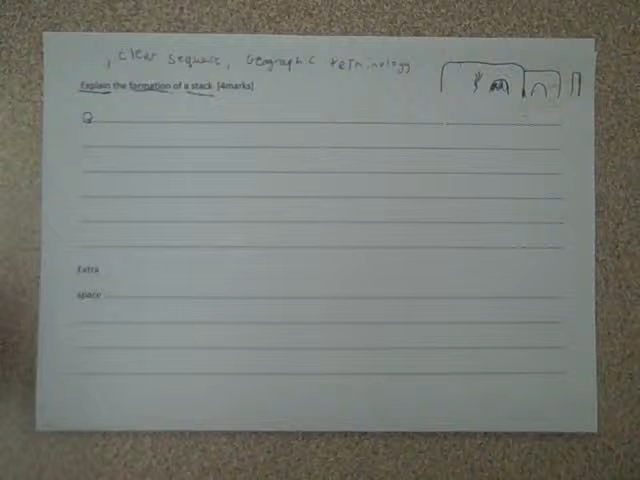 , clear sequence, Geographic terminology
Explain the formation of a stack [4marks]
Extra
space